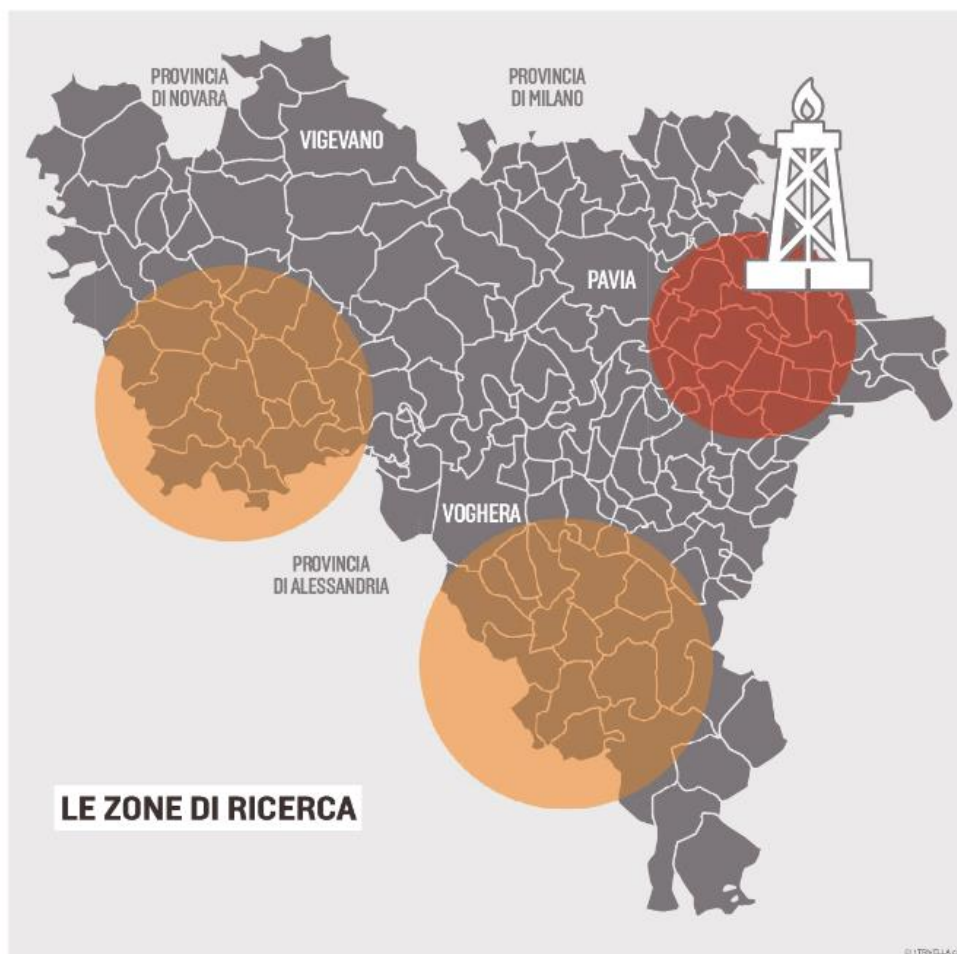 PROVINCIA
DI NOVARA
PROVINCIA
DI MILANO
VIGEVANO
PAVIA
VOGHERA
PROVINCIA
DI ALESSANDRIA
LE ZONE DI RICERCA